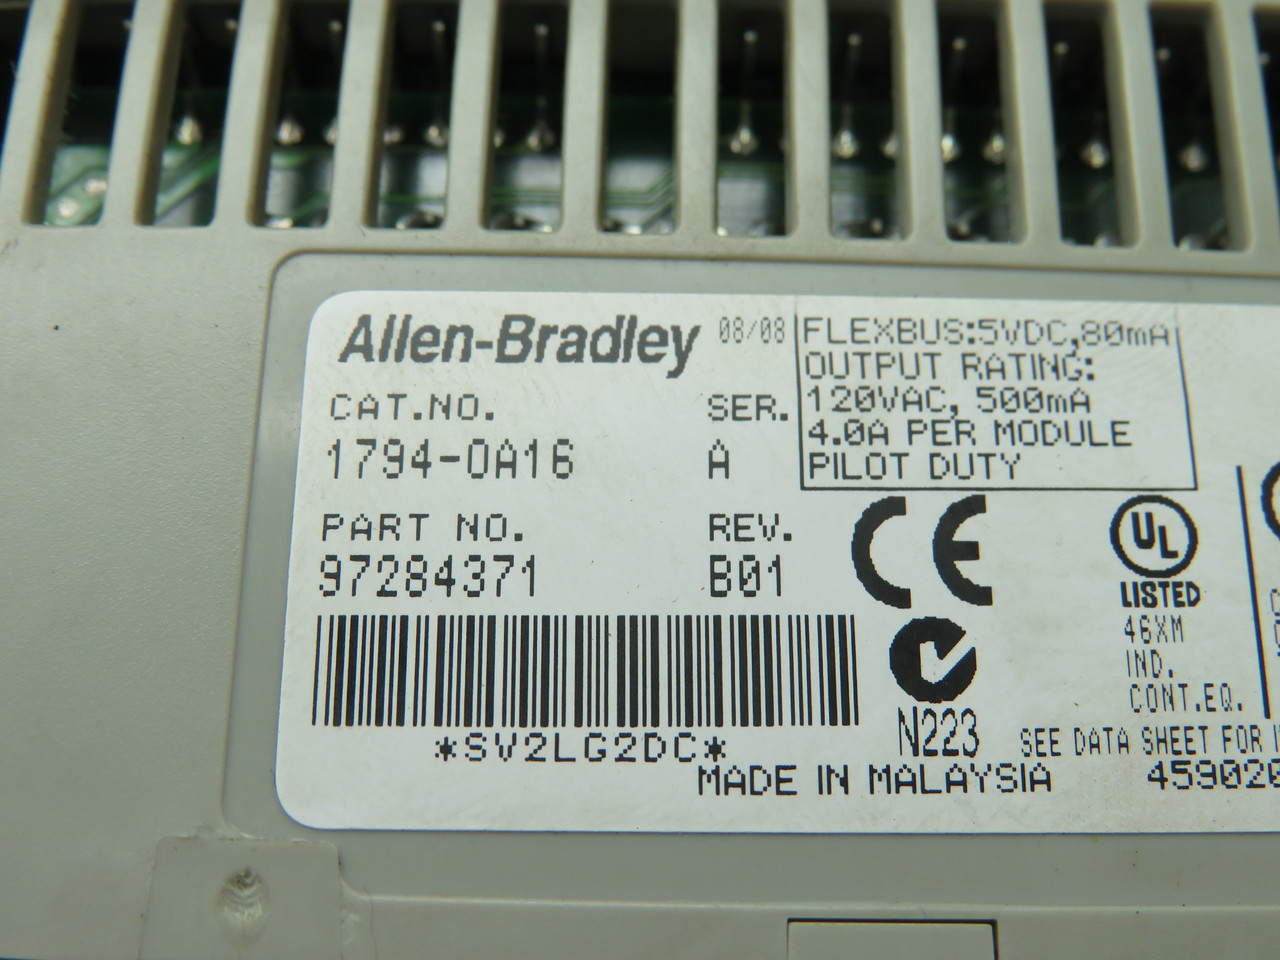 Allen-Bradley 08/08
FLEXBUS:5VDC,80mA
OUTPUT RATING:
120VAC, 500mA
4.0A PER MODULE
PILOT DUTY
CAT.NO. SER.
1794-OA16 A
PART NO. REV.
97284371 B01
CE
UL
LISTED
46XM
IND.
CONT.EQ.
*SV2LG2DC*
N223
SEE DATA SHEET FOR
MADE IN MALAYSIA